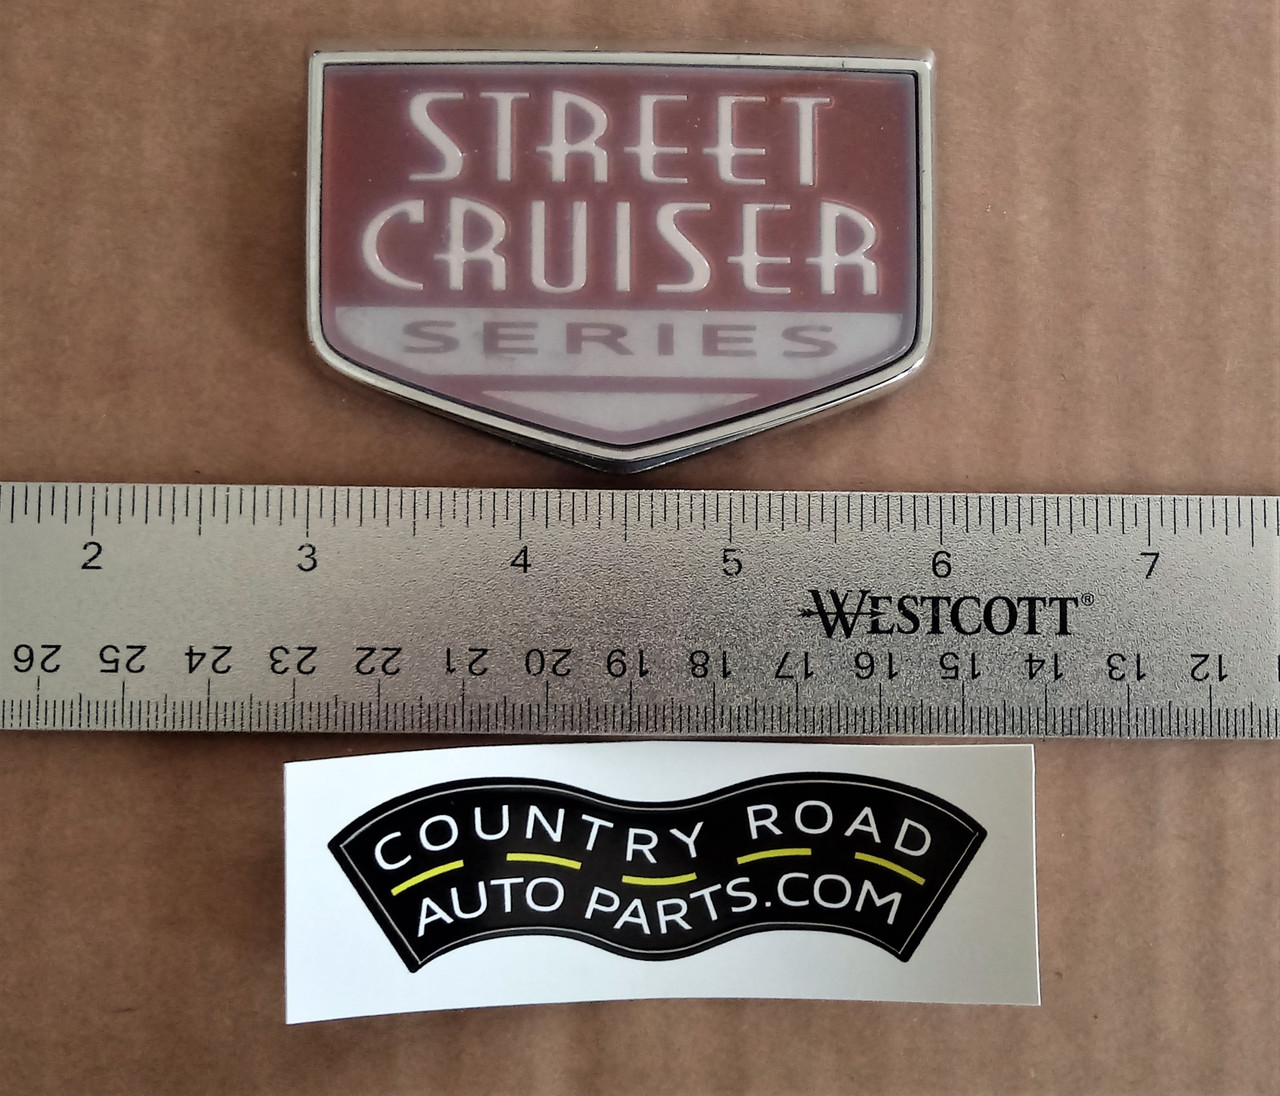 STREET
CRUISER
SERIES
2 3 4 5 6 7
WESTCOTT®
26 25 24 23 22 21 20 19 18 17 16 15 14 13 12
COUNTRY ROAD
AUTO PARTS.COM